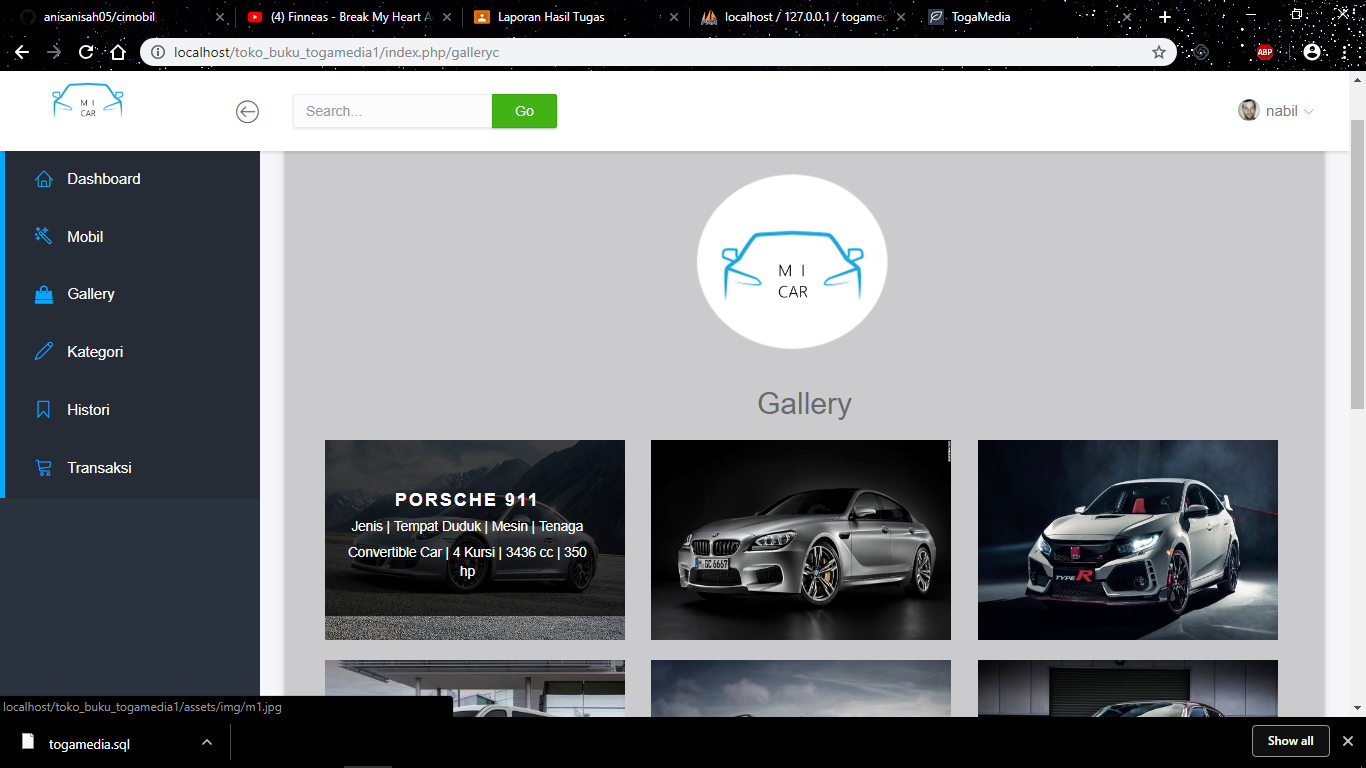 anisanisah05/cimobil
(4) Finneas - Break My Heart A
Laporan Hasil Tugas
localhost / 127.0.0.1 / togamed
TogaMedia
localhost/toko_buku_togamedia1/index.php/galleryc
ABP
M I
CAR
Search...
Go
nabil
Dashboard
Mobil
Gallery
Kategori
Histori
Transaksi
M I
CAR
Gallery
PORSCHE 911
Jenis | Tempat Duduk | Mesin | Tenaga
Convertible Car | 4 Kursi | 3436 cc | 350
hp
GC 6667
TYPE R
localhost/toko_buku_togamedia1/assets/img/m1.jpg
togamedia.sql
Show all